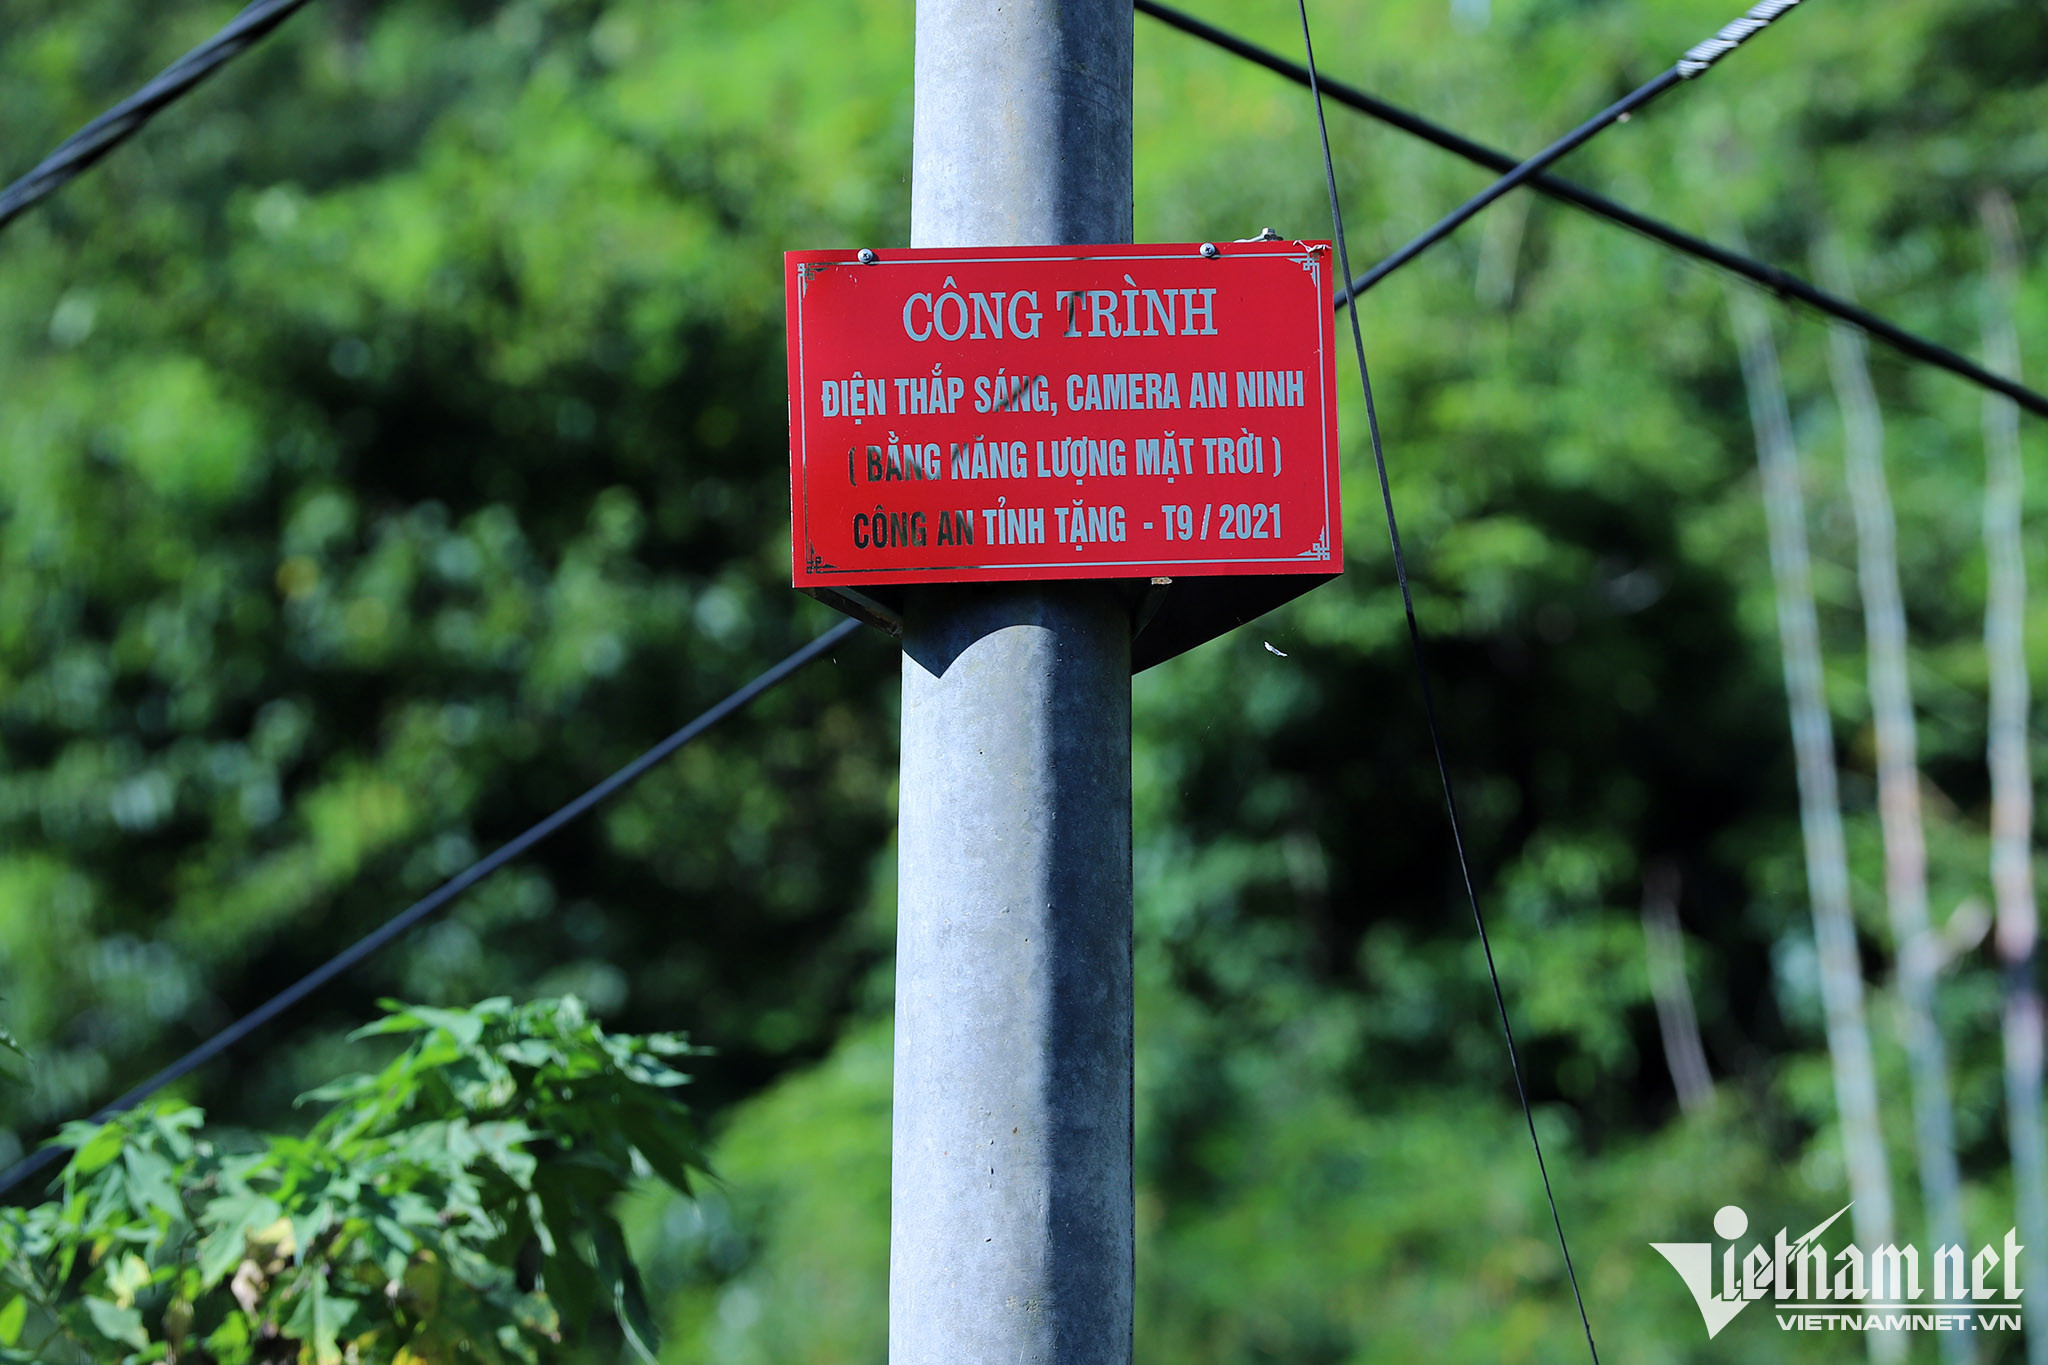 CÔNG TRÌNH
ĐIỆN THẮP SÁNG, CAMERA AN NINH
( BẰNG NĂNG LƯỢNG MẶT TRỜI )
CÔNG AN TỈNH TẶNG - T9 / 2021
Vietnamnet
VIETNAMNET.VN